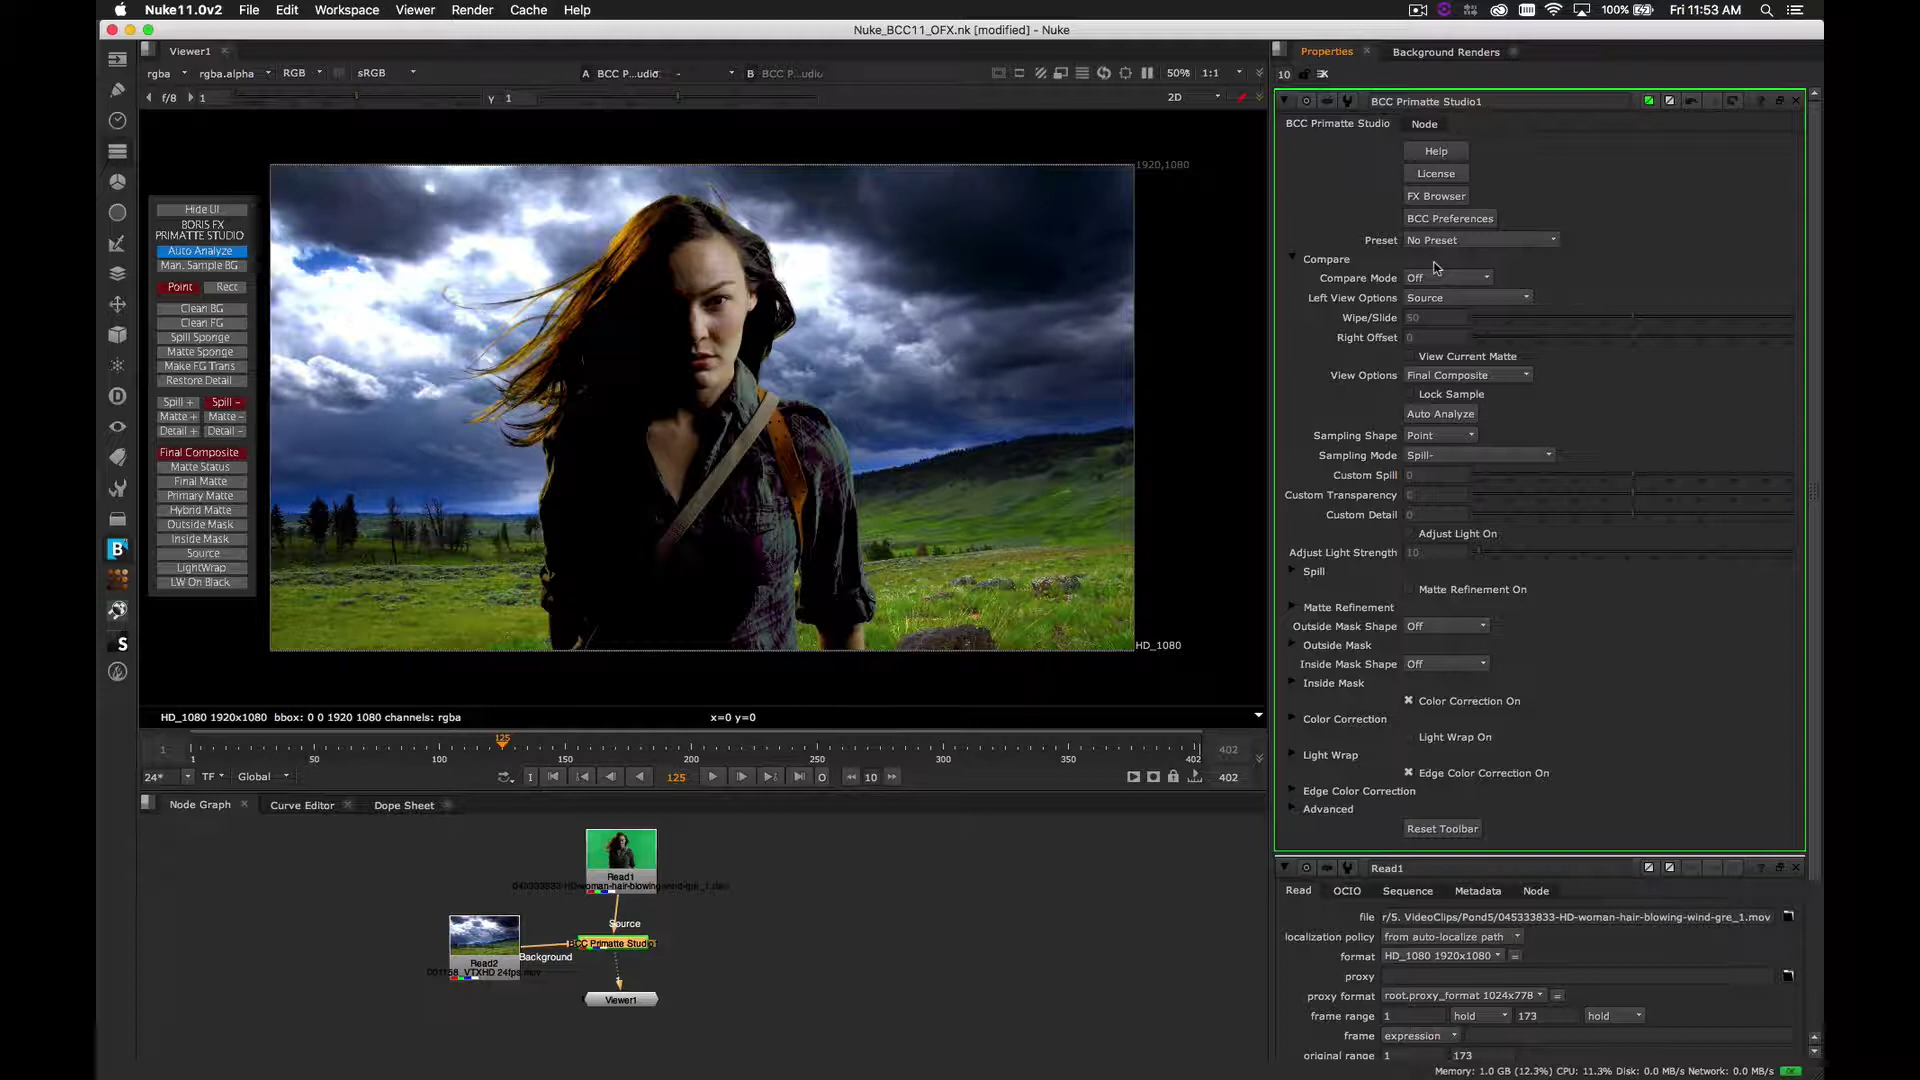 Nuke11.0v2 File Edit Workspace Viewer Render Cache Help
100% Fri 11:53 AM
Nuke_BCC11_OFX.nk [modified] - Nuke
Viewer1
rgba rgba.alpha RGB sRGB A BCC P...udio - B BCC P...udio 50% 1:1
f/8 1 y 1 2D
Hide UI
BORIS FX
PRIMATTE STUDIO
Auto Analyze
Man. Sample BG
Point Rect
Clean BG
Clean FG
Spill Sponge
Matte Sponge
Make FG Trans
Restore Detail
Spill + Spill -
Matte + Matte -
Detail + Detail -
Final Composite
Matte Status
Final Matte
Primary Matte
Hybrid Matte
Outside Mask
Inside Mask
Source
LightWrap
LW On Black
1920,1080
HD_1080
HD_1080 1920x1080 bbox: 0 0 1920 1080 channels: rgba x=0 y=0
125
1 402
1 50 100 150 200 250 300 350 402
24* TF Global I 125 O 10 402
Node Graph Curve Editor Dope Sheet
Read1
Source
BCC Primatte Studio1
Background
Read2
Viewer1
Properties Background Renders
10
BCC Primatte Studio1
BCC Primatte Studio Node
Help
License
FX Browser
BCC Preferences
Preset No Preset
Compare
Compare Mode Off
Left View Options Source
Wipe/Slide 50
Right Offset 0
View Current Matte
View Options Final Composite
Lock Sample
Auto Analyze
Sampling Shape Point
Sampling Mode Spill-
Custom Spill 0
Custom Transparency
Custom Detail 0
Adjust Light On
Adjust Light Strength 10
Spill
Matte Refinement On
Matte Refinement
Outside Mask Shape Off
Outside Mask
Inside Mask Shape Off
Inside Mask
Color Correction On
Color Correction
Light Wrap On
Light Wrap
Edge Color Correction On
Edge Color Correction
Advanced
Reset Toolbar
Read1
Read OCIO Sequence Metadata Node
file r/5. VideoClips/Pond5/045333833-HD-woman-hair-blowing-wind-gre_1.mov
localization policy from auto-localize path
format HD_1080 1920x1080 =
proxy
proxy format root.proxy_format 1024x778 =
frame range 1 hold 173 hold
frame expression
original range 1 173
Memory: 1.0 GB (12.3%) CPU: 11.3% Disk: 0.0 MB/s Network: 0.0 MB/s